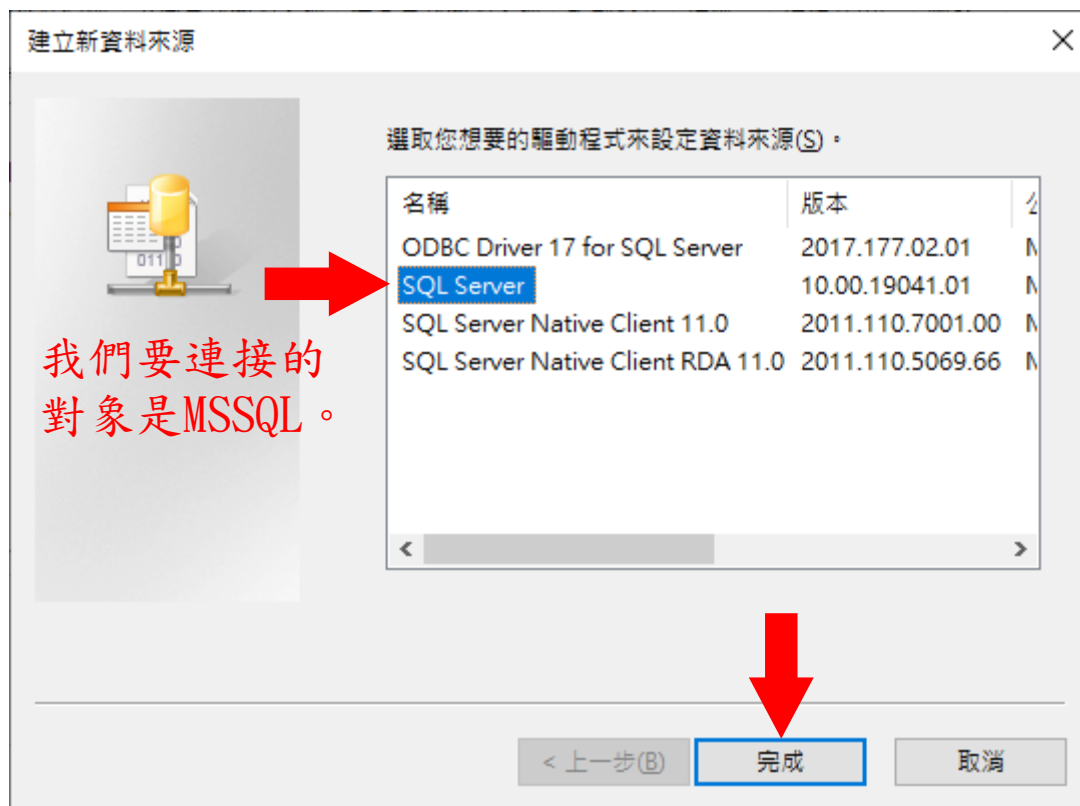 建立新資料來源
選取您想要的驅動程式來設定資料來源(S)。
名稱 版本
ODBC Driver 17 for SQL Server 2017.177.02.01
SQL Server 10.00.19041.01
SQL Server Native Client 11.0 2011.110.7001.00
SQL Server Native Client RDA 11.0 2011.110.5069.66
011
我們要連接的
對象是MSSQL。
< 上一步(B) 完成 取消